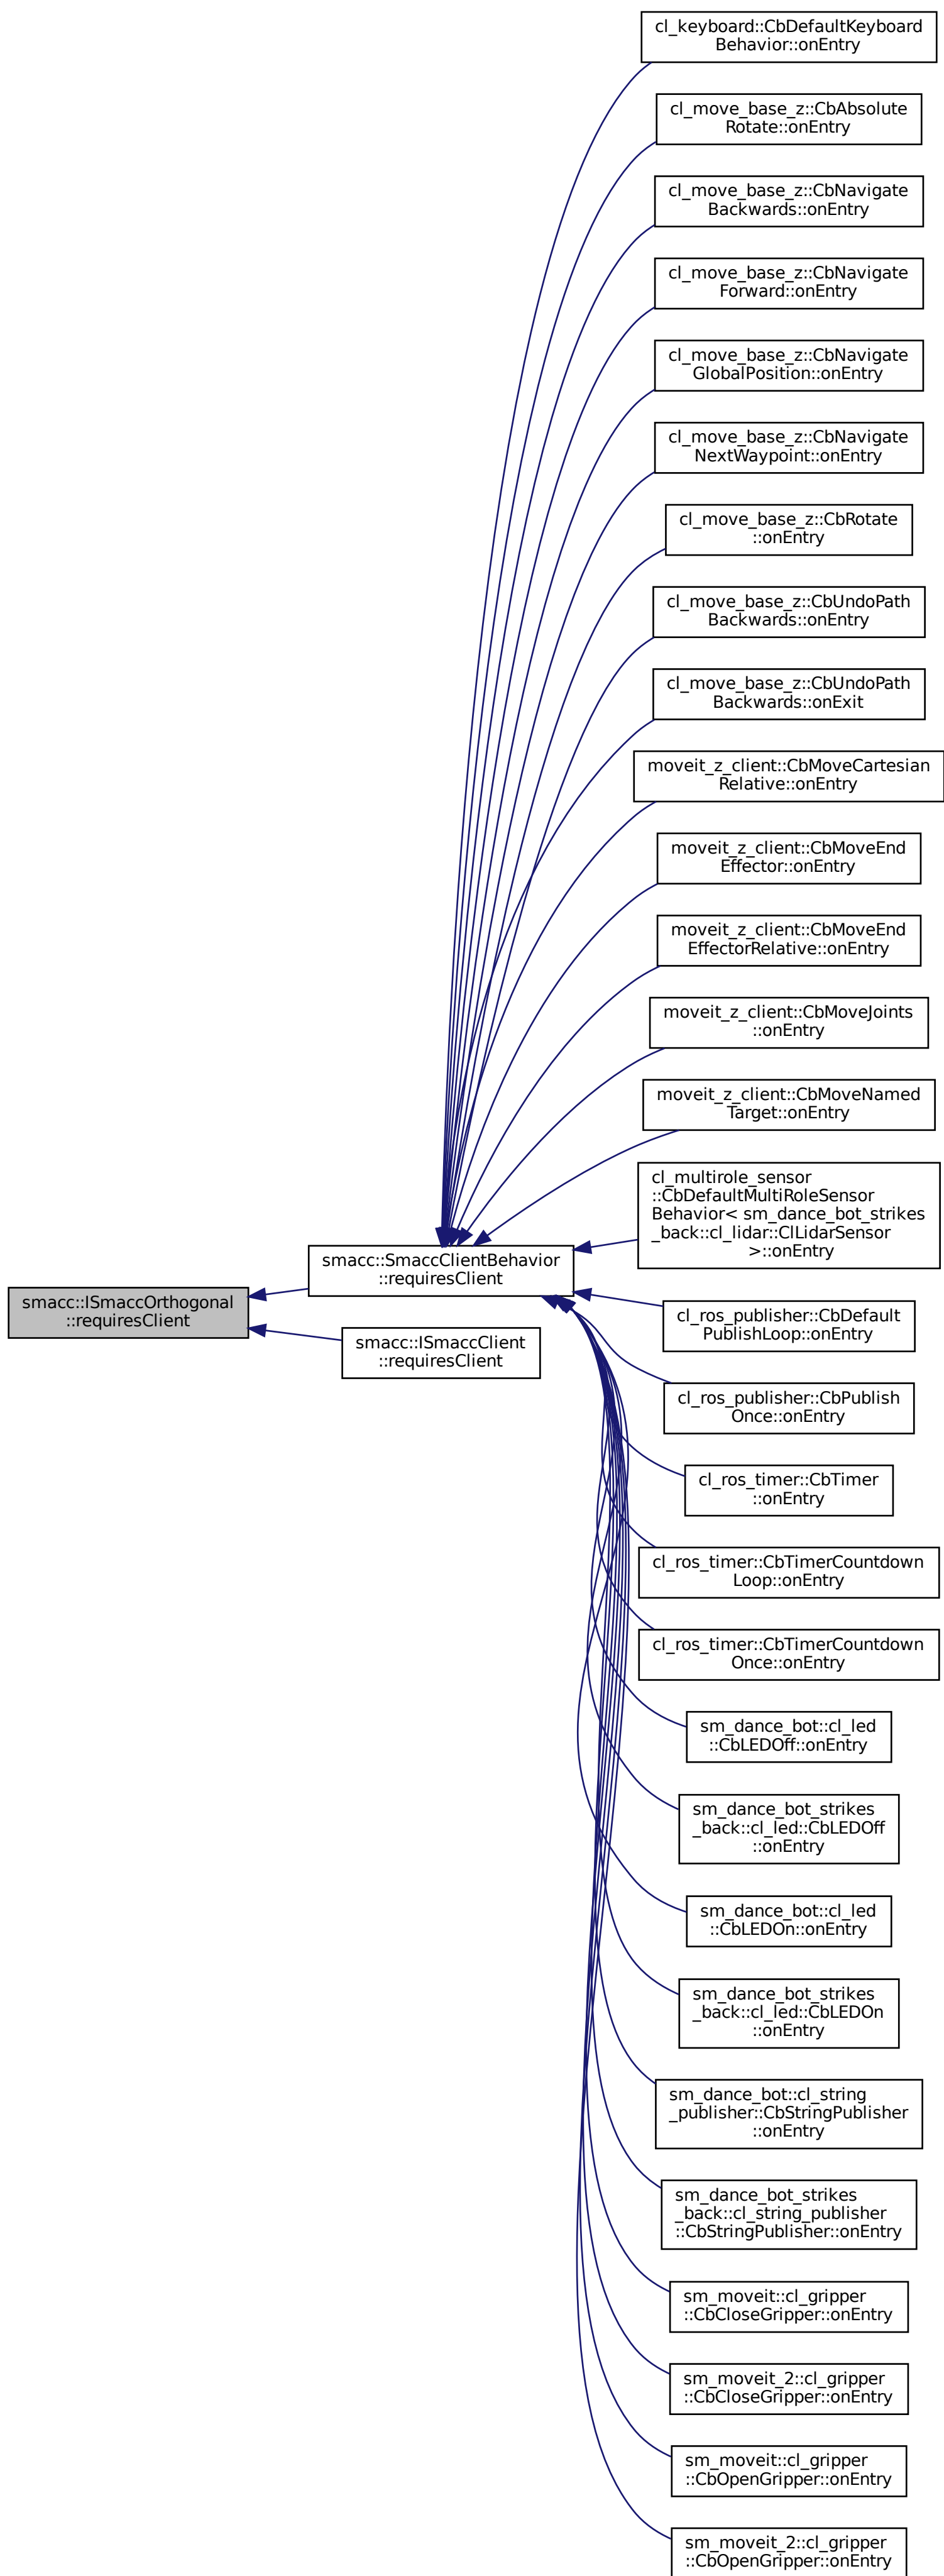 cl_keyboard::CbDefaultKeyboard
Behavior::onEntry
cl_move_base_z::CbAbsolute
Rotate::onEntry
cl_move_base_z::CbNavigate
Backwards::onEntry
cl_move_base_z::CbNavigate
Forward::onEntry
cl_move_base_z::CbNavigate
GlobalPosition::onEntry
cl_move_base_z::CbNavigate
NextWaypoint::onEntry
cl_move_base_z::CbRotate
::onEntry
cl_move_base_z::CbUndoPath
Backwards::onEntry
cl_move_base_z::CbUndoPath
Backwards::onExit
moveit_z_client::CbMoveCartesian
Relative::onEntry
moveit_z_client::CbMoveEnd
Effector::onEntry
moveit_z_client::CbMoveEnd
EffectorRelative::onEntry
moveit_z_client::CbMoveJoints
::onEntry
moveit_z_client::CbMoveNamed
Target::onEntry
cl_multirole_sensor
::CbDefaultMultiRoleSensor
Behavior< sm_dance_bot_strikes
_back::cl_lidar::ClLidarSensor
>::onEntry
smacc::SmaccClientBehavior
::requiresClient
smacc::ISmaccOrthogonal
::requiresClient
smacc::ISmaccClient
::requiresClient
cl_ros_publisher::CbDefault
PublishLoop::onEntry
cl_ros_publisher::CbPublish
Once::onEntry
cl_ros_timer::CbTimer
::onEntry
cl_ros_timer::CbTimerCountdown
Loop::onEntry
cl_ros_timer::CbTimerCountdown
Once::onEntry
sm_dance_bot::cl_led
::CbLEDOff::onEntry
sm_dance_bot_strikes
_back::cl_led::CbLEDOff
::onEntry
sm_dance_bot::cl_led
::CbLEDOn::onEntry
sm_dance_bot_strikes
_back::cl_led::CbLEDOn
::onEntry
sm_dance_bot::cl_string
_publisher::CbStringPublisher
::onEntry
sm_dance_bot_strikes
_back::cl_string_publisher
::CbStringPublisher::onEntry
sm_moveit::cl_gripper
::CbCloseGripper::onEntry
sm_moveit_2::cl_gripper
::CbCloseGripper::onEntry
sm_moveit::cl_gripper
::CbOpenGripper::onEntry
sm_moveit_2::cl_gripper
::CbOpenGripper::onEntry